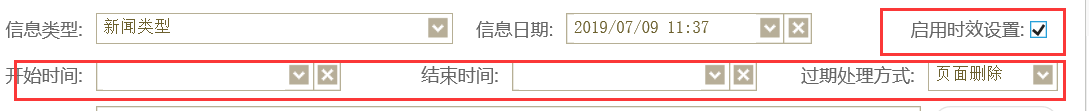 信息类型: 新闻类型 信息日期: 2019/07/09 11:37 启用时效设置:
开始时间: 结束时间: 过期处理方式: 页面删除